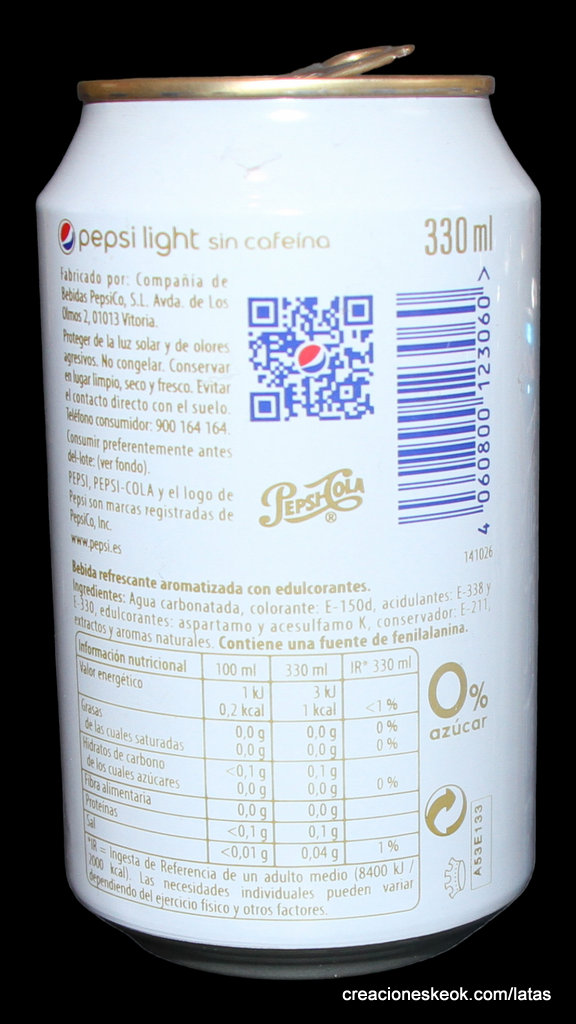 pepsi light sin cafeína
330 ml
Fabricado por: Compañia de
Bebidas PepsiCo, S.L. Avda. de Los
Olmos 2, 01013 Vitoria.
Proteger de la luz solar y de olores
agresivos. No congelar. Conservar
en lugar limpio, seco y fresco. Evitar
el contacto directo con el suelo.
Teléfono consumidor: 900 164 164.
Consumir preferentemente antes
del-lote: (ver fondo).
PEPSI, PEPSI-COLA y el logo de
Pepsi son marcas registradas de
PepsiCo, Inc.
www.pepsi.es
PEPSI-COLA
®
4 060800 123060 >
141026
Bebida refrescante aromatizada con edulcorantes.
Ingredientes: Agua carbonatada, colorante: E-150d, acidulantes: E-338 y
E-330, edulcorantes: aspartamo y acesulfamo K, conservador: E-211,
extractos y aromas naturales. Contiene una fuente de fenilalanina.
Información nutricional 100 ml 330 ml IR* 330 ml
Valor energético 1 kJ 3 kJ
0,2 kcal 1 kcal <1 %
Grasas 0,0 g 0,0 g 0 %
de las cuales saturadas 0,0 g 0,0 g 0 %
Hidratos de carbono <0,1 g 0,1 g
de los cuales azúcares 0,0 g 0,0 g 0 %
Fibra alimentaria 0,0 g 0,0 g
Proteínas <0,1 g 0,1 g
Sal <0,01 g 0,04 g 1 %
*IR = Ingesta de Referencia de un adulto medio (8400 kJ /
2000 kcal). Las necesidades individuales pueden variar
dependiendo del ejercicio físico y otros factores.
0%
azúcar
A53E133
creacioneskeok.com/latas